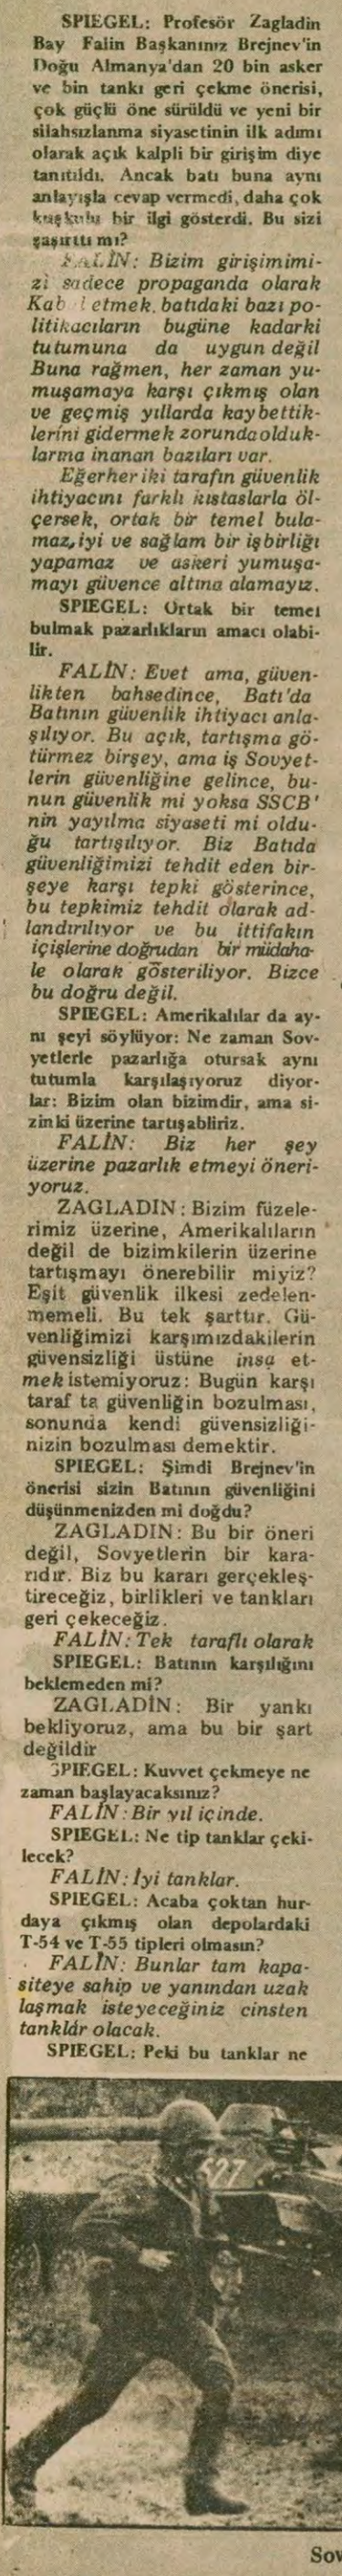 SPIEGEL: Profesör Zagladin
Bay Falin Başkanınız Brejnev'in
Doğu Almanya'dan 20 bin asker
ve bin tankı geri çekme önerisi,
çok güçlü öne sürüldü ve yeni bir
silahsızlanma siyasetinin ilk adımı
olarak açık kalpli bir girişim diye
tanıtıldı. Ancak batı buna aynı
anlayışla cevap vermedi, daha çok
kuşkulu bir ilgi gösterdi. Bu sizi
şaşırttı mı?
FALİN: Bizim girişimimi-
zi sadece propaganda olarak
Kab l etmek. batıdaki bazı po-
litikacıların bugüne kadarki
tutumuna da uygun değil
Buna rağmen, her zaman yu-
muşamaya karşı çıkmış olan
ve geçmiş yıllarda kaybettik-
lerini gidermek zorundaolduk-
larına inanan bazıları var.
Eğerheriki tarafın güvenlik
ihtiyacını farklı kıstaslarla öl-
çersek, ortak bir temel bula-
maz, iyi ve sağlam bir işbirliği
yapamaz ve askeri yumuşa-
mayı güvence altına alamayız.
SPIEGEL: Ortak bir temel
bulmak pazarlıkların amacı olabi-
lir.
FALİN: Evet ama, güven-
likten bahsedince, Batı'da
Batının güvenlik ihtiyacı anla-
şılıyor. Bu açık, tartışma gö-
türmez birşey, ama iş Sovyet-
lerin güvenliğine gelince, bu-
nun güvenlik mi yoksa SSCB'
nin yayılma siyaseti mi oldu-
ğu tartışılıyor. Biz Batıda
güvenliğimizi tehdit eden bir-
şeye karşı tepki gösterince,
bu tepkimiz tehdit olarak ad-
landırılıyor ve bu ittifakın
içişlerine doğrudan bir müdaha-
le olarak gösteriliyor. Bizce
bu doğru değil.
SPIEGEL: Amerikalılar da ay-
nı şeyi söylüyor: Ne zaman Sov-
yetlerle pazarlığa otursak aynı
tutumla karşılaşıyoruz diyor-
lar: Bizim olan bizimdir, ama si-
zinki üzerine tartışabliriz.
FALİN: Biz her şey
üzerine pazarlık etmeyi öneri-
yoruz.
ZAGLADIN: Bizim füzele-
rimiz üzerine, Amerikalıların
değil de bizimkilerin üzerine
tartışmayı önerebilir miyiz?
Eşit güvenlik ilkesi zedelen-
memeli. Bu tek şarttır. Gü-
venliğimizi karşımızdakilerin
güvensizliği üstüne inşa et-
mek istemiyoruz: Bugün karşı
taraf ta güvenliğin bozulması,
sonunda kendi güvensizliği-
nizin bozulması demektir.
SPIEGEL: Şimdi Brejnev'in
önerisi sizin Batının güvenliğini
düşünmenizden mi doğdu?
ZAGLADIN: Bu bir öneri
değil, Sovyetlerin bir kara-
rıdır. Biz bu kararı gerçekleş-
tireceğiz, birlikleri ve tankları
geri çekeceğiz.
FALİN: Tek taraflı olarak
SPIEGEL: Batının karşılığını
beklemeden mi?
ZAGLADİN: Bir yankı
bekliyoruz, ama bu bir şart
değildir
SPIEGEL: Kuvvet çekmeye ne
zaman başlayacaksınız?
FALİN: Bir yıl içinde.
SPIEGEL: Ne tip tanklar çeki-
lecek?
FALİN: İyi tanklar.
SPIEGEL: Acaba çoktan hur-
daya çıkmış olan depolardaki
T-54 ve T-55 tipleri olmasın?
FALİN: Bunlar tam kapa-
siteye sahip ve yanından uzak
laşmak isteyeceğiniz cinsten
tanklar olacak.
SPIEGEL: Peki bu tanklar ne
627
Sov